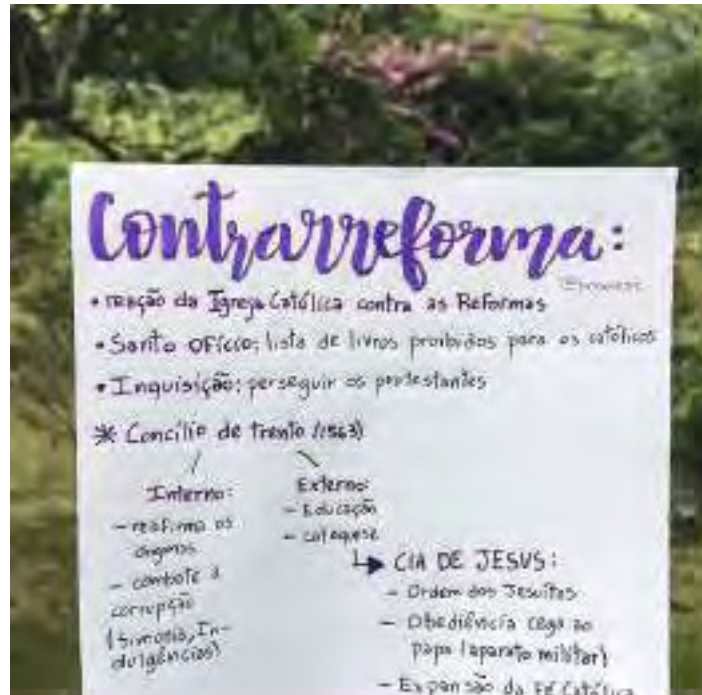 Contrarreforma:
• reação da Igreja Católica contra as Reformas
• Santo Ofício: lista de livros proibidos para os católicos
• Inquisição: perseguir os protestantes
* Concílio de trento (1563)
Interno:
- reafirma os
dogmas
- combate a
corrupção
(simonia, In-
dulgências)
Externo:
- Educação
- catequese
CIA DE JESUS:
- Ordem dos Jesuítas
- Obediência cega ao
papa (aparato militar)
- Expansão da Fé Católica